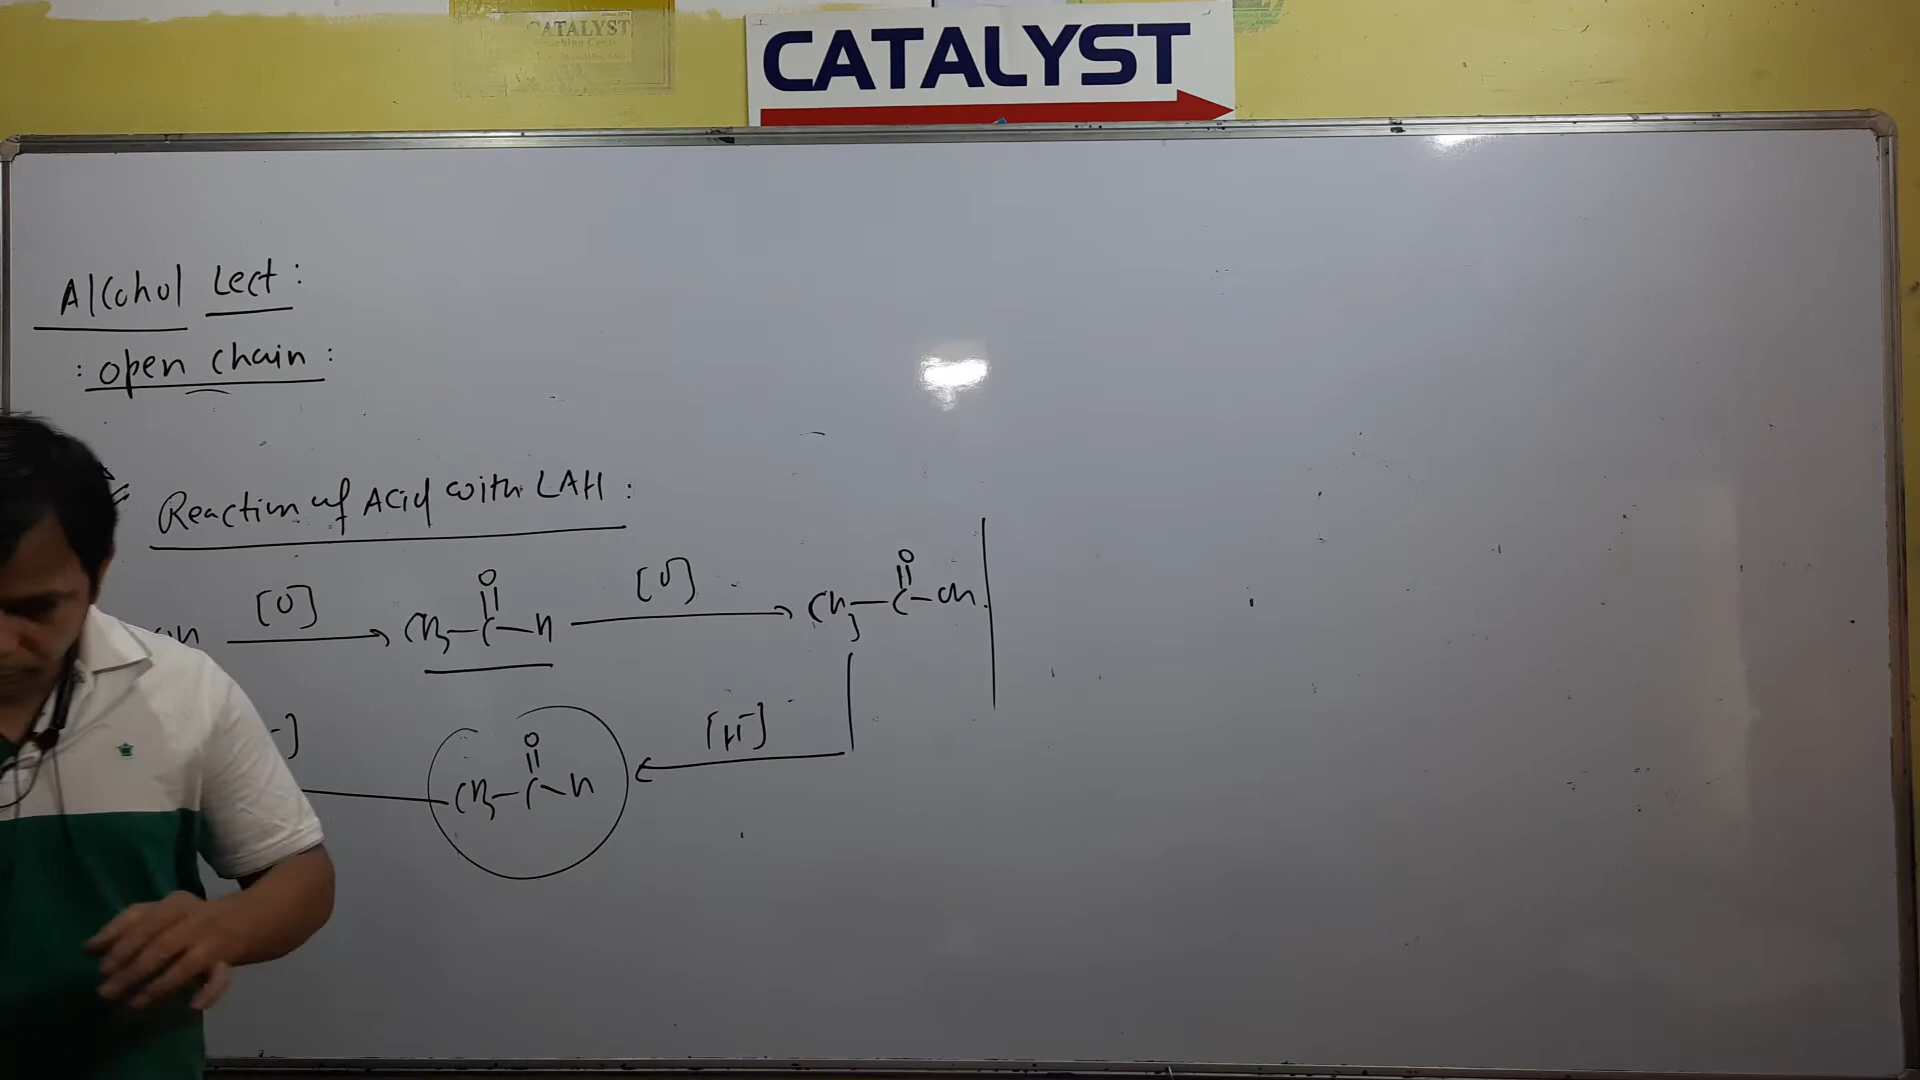 CATALYST
CATALYST
Alcohol Lect:
: open chain :
Reaction of Acid with LAH :
[O]
O
CH3-C-H
[O]
O
CH3-C-OH
[H-]
O
CH3-C-H